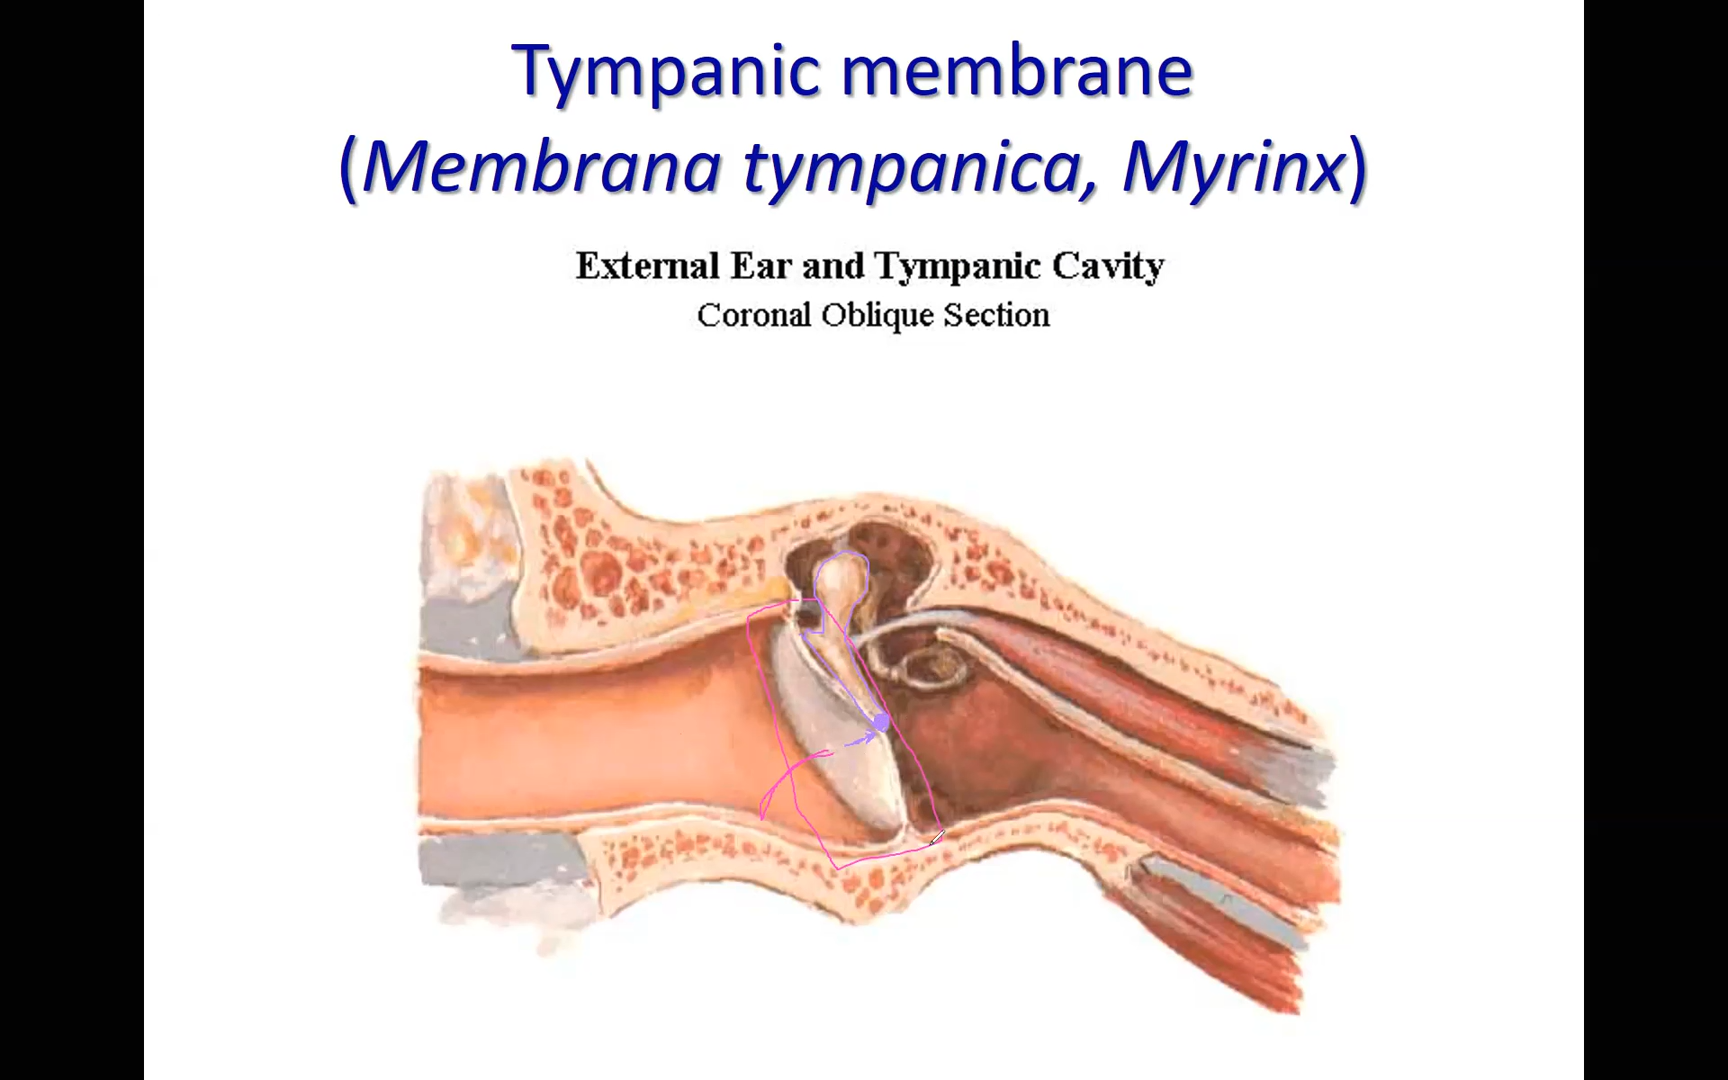 Tympanic membrane
(Membrana tympanica, Myrinx)
External Ear and Tympanic Cavity
Coronal Oblique Section